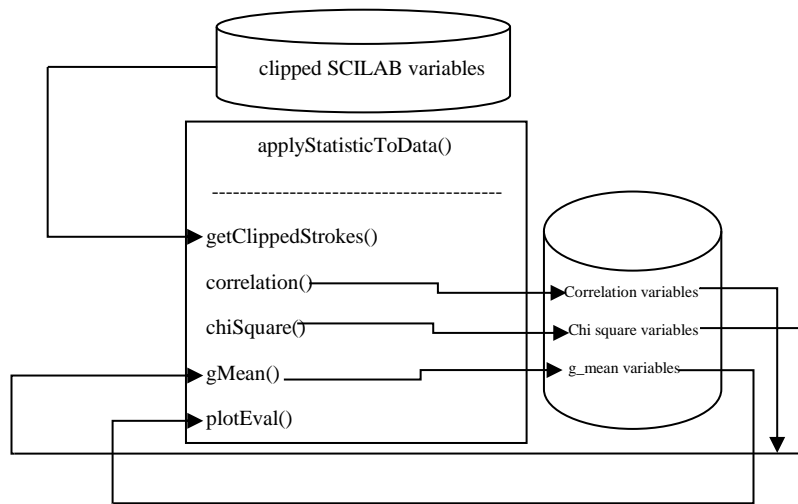 clipped SCILAB variables
applyStatisticToData()
------------------------------------------
getClippedStrokes()
correlation()
Correlation variables
chiSquare()
Chi square variables
gMean()
g_mean variables
plotEval()